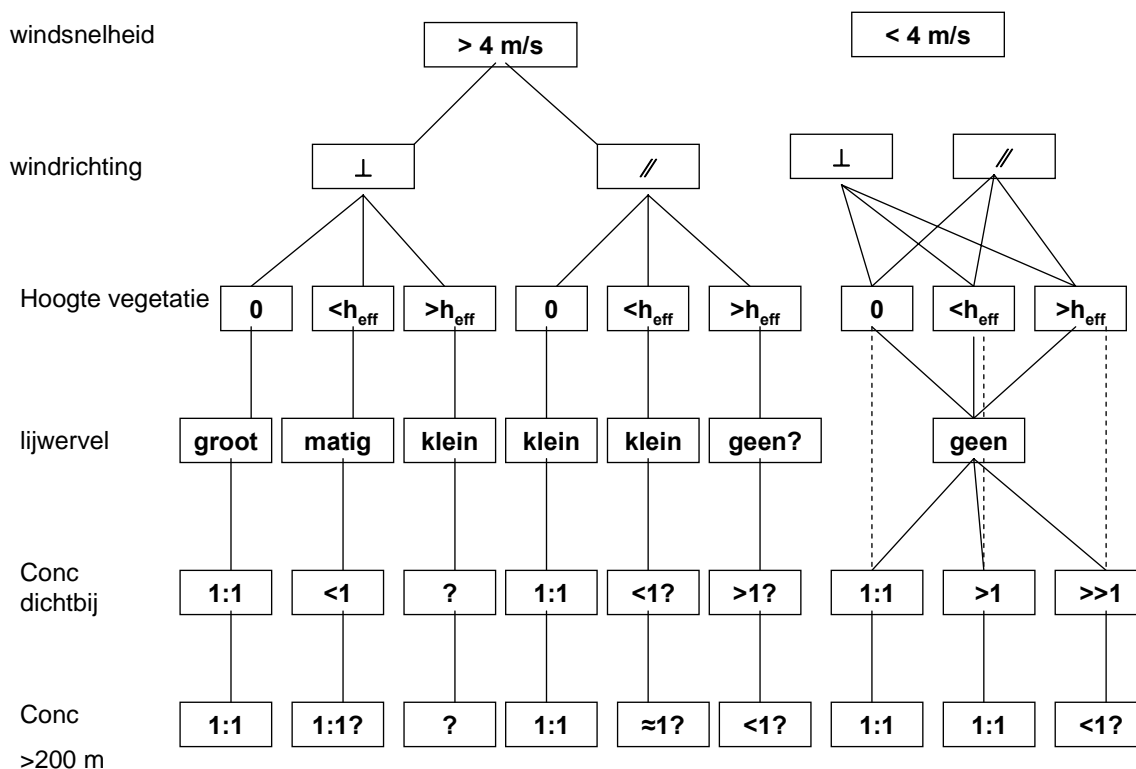 windsnelheid > 4 m/s < 4 m/s
windrichting ⊥ // ⊥ //
Hoogte vegetatie 0 <heff >heff 0 <heff >heff 0 <heff >heff
lijwervel groot matig klein klein klein geen? geen
Conc
dichtbij 1:1 <1 ? 1:1 <1? >1? 1:1 >1 >>1
Conc 1:1 1:1? ? 1:1 ≈1? <1? 1:1 1:1 <1?
>200 m